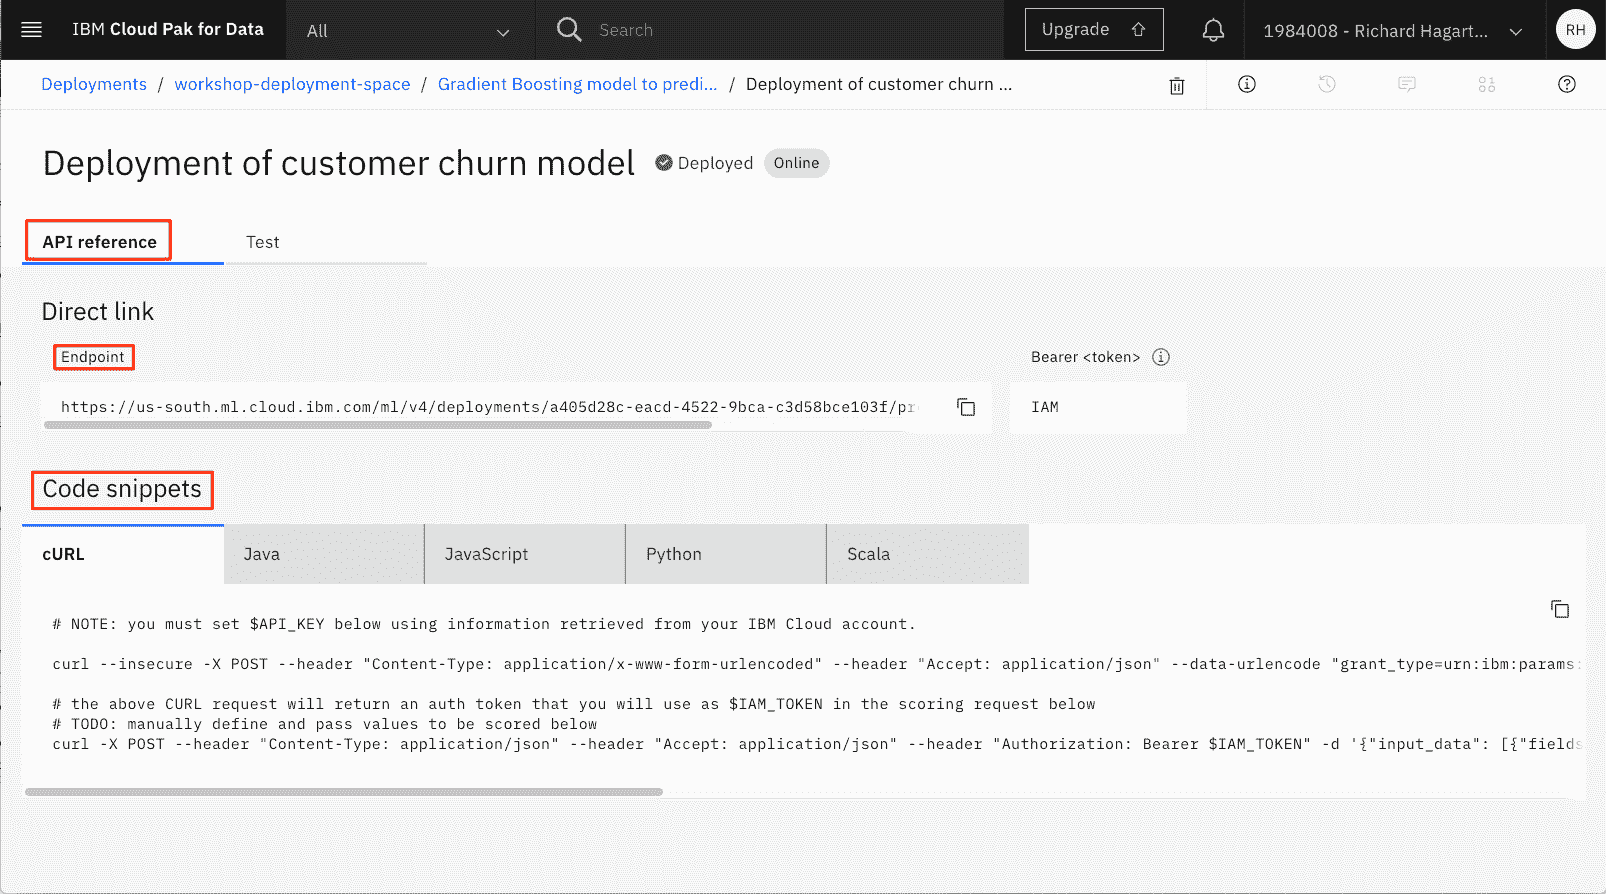 IBM Cloud Pak for Data
All
Search
Upgrade
1984008 - Richard Hagart...
RH
Deployments / workshop-deployment-space / Gradient Boosting model to predi... / Deployment of customer churn ...
Deployment of customer churn model
Deployed
Online
API reference
Test
Direct link
Endpoint
Bearer <token>
https://us-south.ml.cloud.ibm.com/ml/v4/deployments/a405d28c-eacd-4522-9bca-c3d58bce103f/pr
IAM
Code snippets
cURL
Java
JavaScript
Python
Scala
# NOTE: you must set $API_KEY below using information retrieved from your IBM Cloud account.
curl --insecure -X POST --header "Content-Type: application/x-www-form-urlencoded" --header "Accept: application/json" --data-urlencode "grant_type=urn:ibm:params:
# the above CURL request will return an auth token that you will use as $IAM_TOKEN in the scoring request below
# TODO: manually define and pass values to be scored below
curl -X POST --header "Content-Type: application/json" --header "Accept: application/json" --header "Authorization: Bearer $IAM_TOKEN" -d '{"input_data": [{"fields